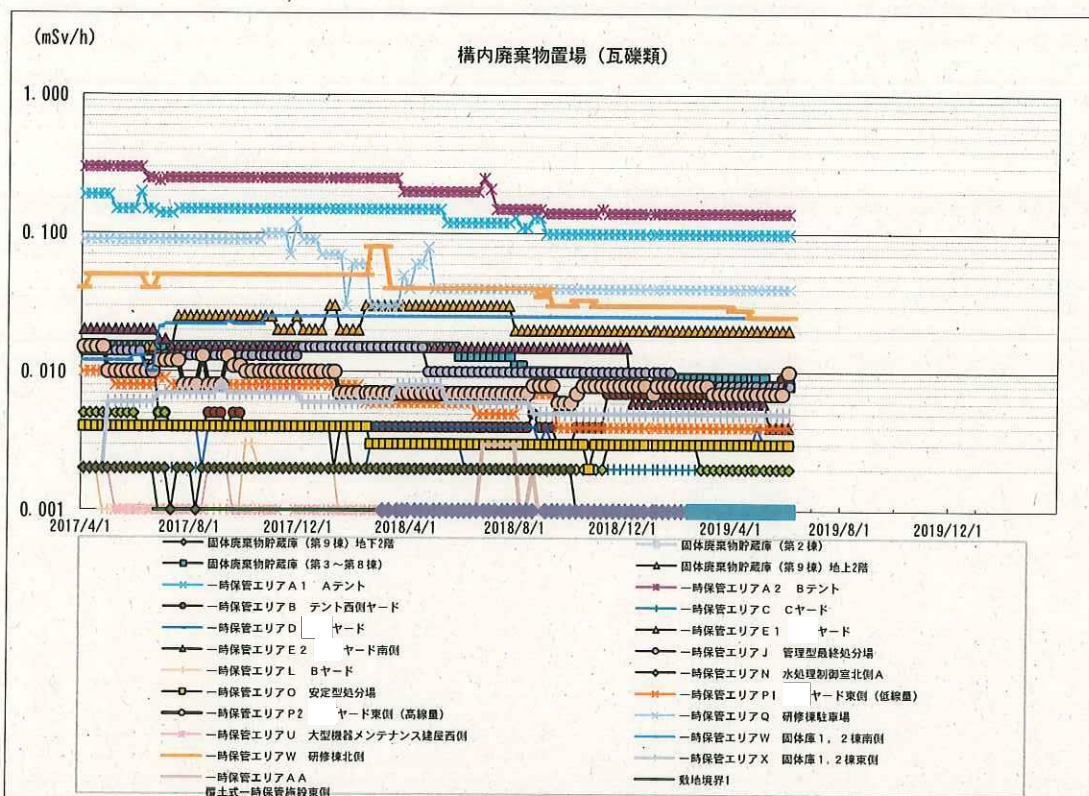 (mSv/h)
構内廃棄物置場（瓦礫類）
1.000
0.100
0.010
0.001
2017/4/1 2017/8/1 2017/12/1 2018/4/1 2018/8/1 2018/12/1 2019/4/1 2019/8/1 2019/12/1
固体廃棄物貯蔵庫（第９棟）地下2階
固体廃棄物貯蔵庫（第２棟）
固体廃棄物貯蔵庫（第３～第８棟）
固体廃棄物貯蔵庫（第９棟）地上2階
一時保管エリアＡ１ Ａテント
一時保管エリアＡ２ Ｂテント
一時保管エリアＢ テント西側ヤード
一時保管エリアＣ Ｃヤード
一時保管エリアＤ ヤード
一時保管エリアＥ１ ヤード
一時保管エリアＥ２ ヤード南側
一時保管エリアＪ 管理型最終処分場
一時保管エリアＬ Ｂヤード
一時保管エリアＮ 水処理制御室北側Ａ
一時保管エリアＯ 安定型処分場
一時保管エリアＰ１ ヤード東側（低線量）
一時保管エリアＰ２ ヤード東側（高線量）
一時保管エリアＱ 研修棟駐車場
一時保管エリアＵ 大型機器メンテナンス建屋西側
一時保管エリアＷ 固体庫１，２棟南側
一時保管エリアＷ 研修棟北側
一時保管エリアＸ 固体庫１,２棟東側
一時保管エリアＡＡ
敷地境界1
覆土式一時保管施設東側